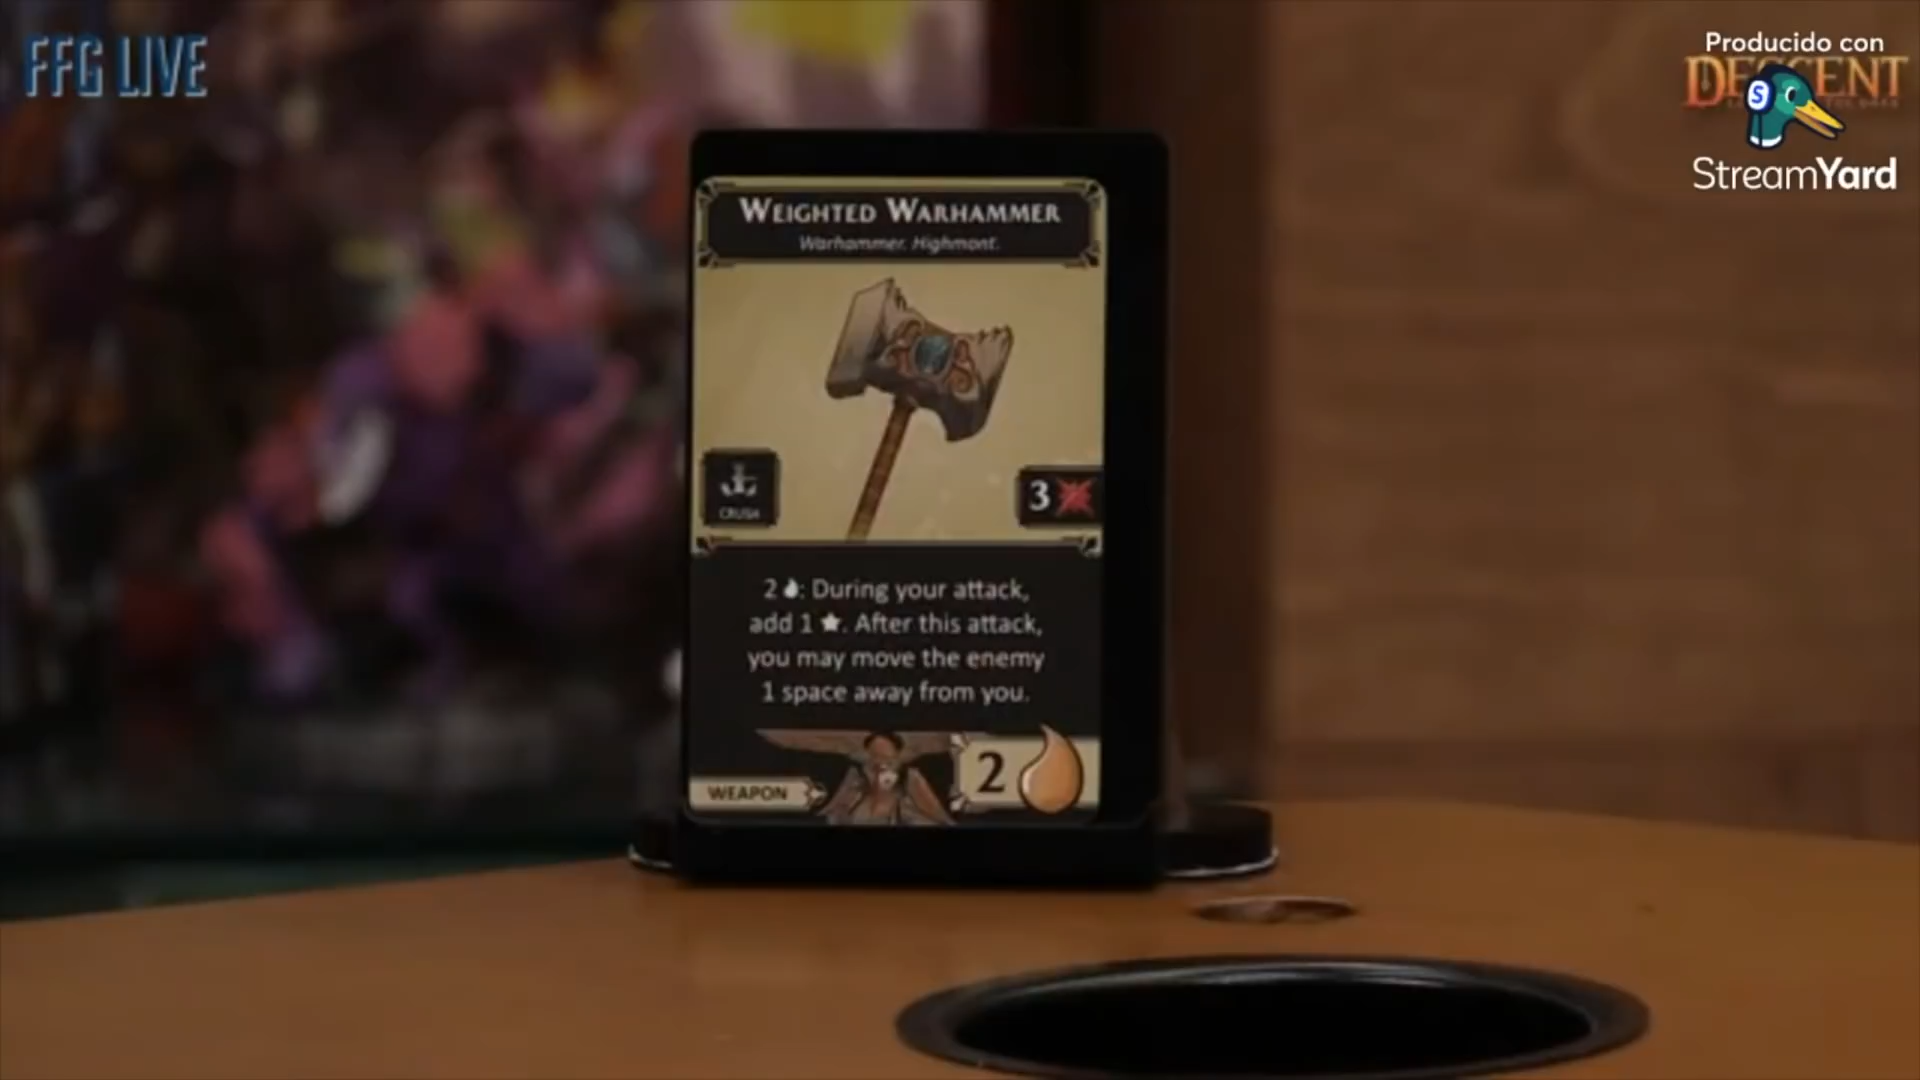 FFG LIVE
Producido con
DESCENT
StreamYard
WEIGHTED WARHAMMER
Warhammer. Highmont.
CRUSH
3
2 : During your attack,
add 1 . After this attack,
you may move the enemy
1 space away from you.
WEAPON
2